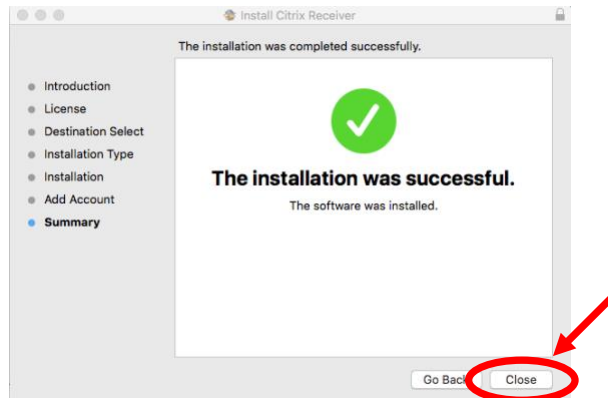 Install Citrix Receiver
The installation was completed successfully.
Introduction
License
Destination Select
Installation Type
Installation
Add Account
Summary
The installation was successful.
The software was installed.
Go Back
Close